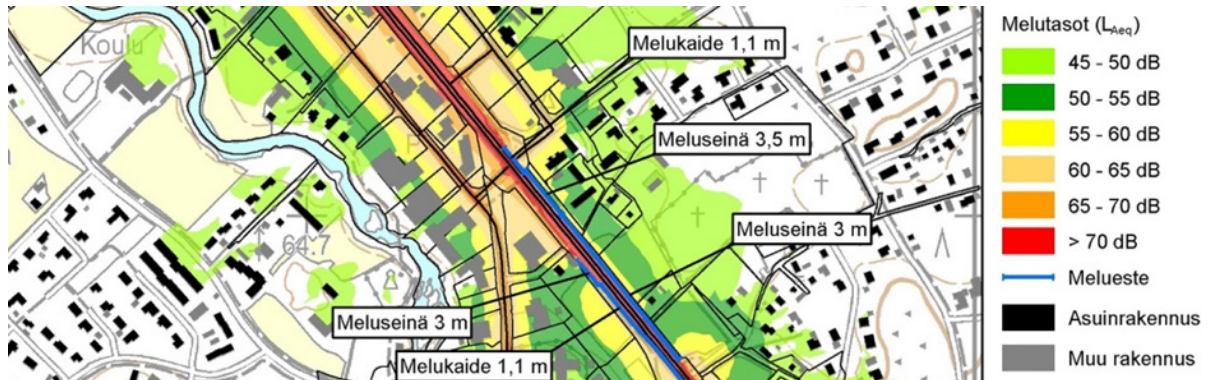 Koulu
64.7
Melukaide 1,1 m
Meluseinä 3,5 m
Meluseinä 3 m
Meluseinä 3 m
Melukaide 1,1 m
Melutasot (LAeq)
45 - 50 dB
50 - 55 dB
55 - 60 dB
60 - 65 dB
65 - 70 dB
> 70 dB
Melueste
Asuinrakennus
Muu rakennus